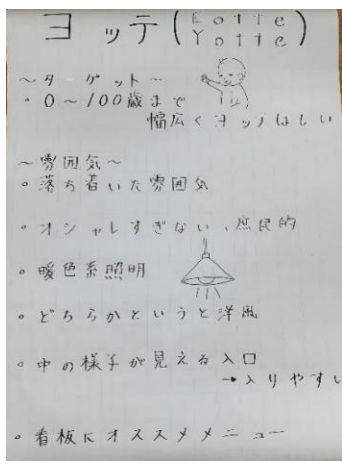 ヨッテ(Eotte
Yotte)
～ターゲット～
・0～100歳まで
幅広くヨッてほしい
～雰囲気～
。落ち着いた雰囲気
。オシャレすぎない、庶民的
。暖色系照明
。どちらかというと洋風
。中の様子が見える入口
→入りやすい
。看板にオススメメニュー